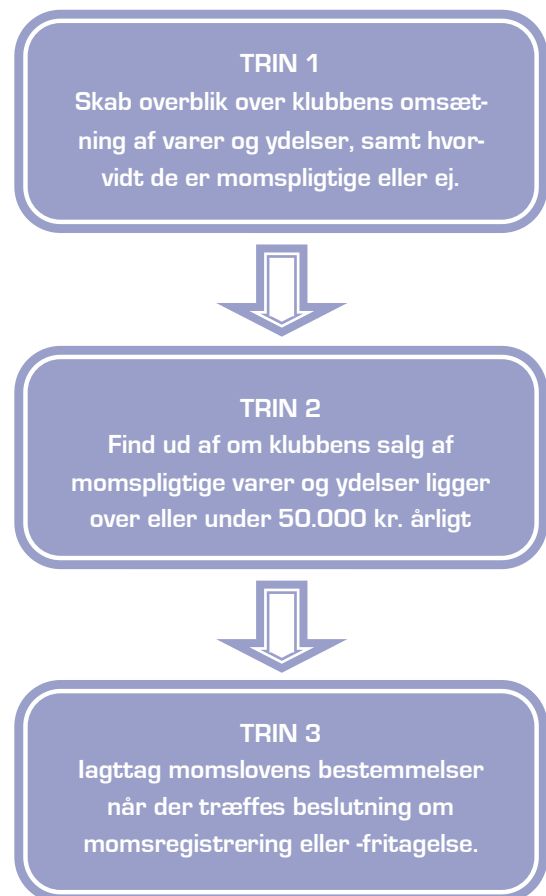 TRIN 1
Skab overblik over klubbens omsæt-
ning af varer og ydelser, samt hvor-
vidt de er momspligtige eller ej.
TRIN 2
Find ud af om klubbens salg af
momspligtige varer og ydelser ligger
over eller under 50.000 kr. årligt
TRIN 3
Iagttag momslovens bestemmelser
når der træffes beslutning om
momsregistrering eller -fritagelse.